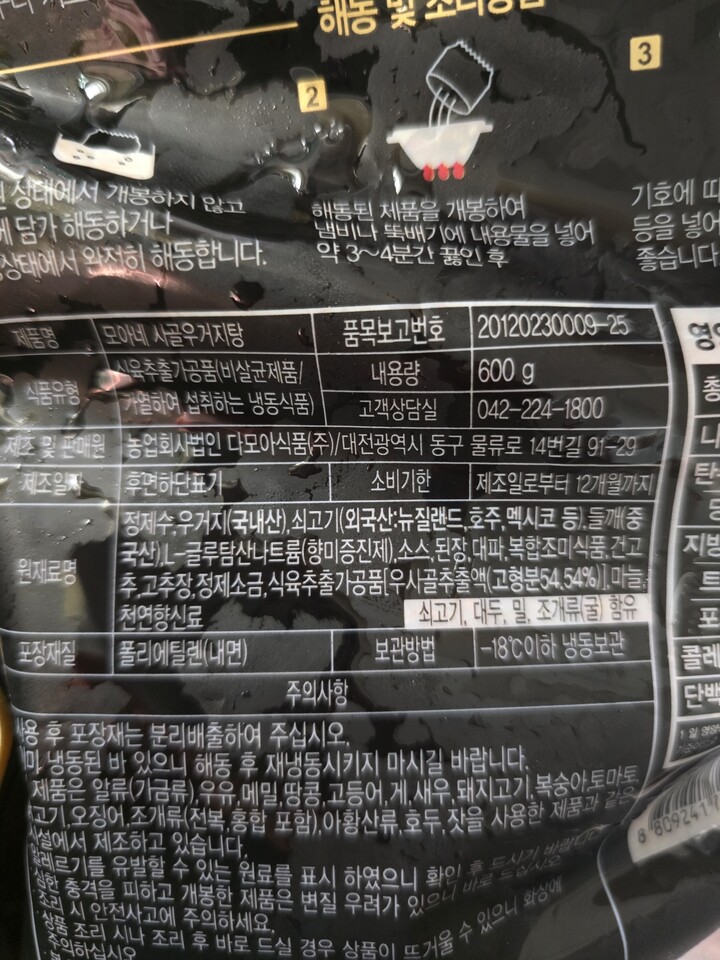 해동 및 조리방법
2
3
상태에서 개봉하지 않고
담가 해동하거나
상태에서 완전히 해동합니다.
해동된 제품을 개봉하여
냄비나 뚝배기에 내용물을 넣어
약 3~4분간 끓인 후
기호에 따
등을 넣어
좋습니다
제품명 모아네 사골우거지탕 품목보고번호 20120230009-25
식품유형 식육추출가공품(비살균제품/ 내용량 600 g
가열하여 섭취하는 냉동식품) 고객상담실 042-224-1800
제조 및 판매원 농업회사법인 다모아식품(주)/대전광역시 동구 물류로 14번길 91-29
제조일자 후면하단표기 소비기한 제조일로부터 12개월까지
원재료명 정제수,우거지(국내산),쇠고기(외국산:뉴질랜드,호주,멕시코 등),들깨(중
국산),L-글루탐산나트륨(향미증진제),소스,된장,대파,복합조미식품,건고
추,고추장,정제소금,식육추출가공품[우사골추출액(고형분54.54%)],마늘,
천연향신료
쇠고기, 대두, 밀, 조개류(굴) 함유
포장재질 폴리에틸렌(내면) 보관방법 -18℃이하 냉동보관
주의사항
사용 후 포장재는 분리배출하여 주십시오.
이미 냉동된 바 있으니 해동 후 재냉동시키지 마시길 바랍니다.
제품은 알류(가금류),우유,메밀,땅콩,고등어,게,새우,돼지고기,복숭아,토마토,
고기,오징어,조개류(전복,홍합 포함),아황산류,호두,잣을 사용한 제품과 같은
시설에서 제조하고 있습니다.
알레르기를 유발할 수 있는 원료를 표시 하였으니 확인 후 드시기 바랍니다.
심한 충격을 피하고 개봉한 제품은 변질 우려가 있으니 바로 드십시오
조리 시 안전사고에 주의하세요.
상품 조리 시나 조리 후 바로 드실 경우 상품이 뜨거울 수 있으니 화상에
주의하십시오
영
총
나
탄
당
지방
트
포
콜레
단백
8 809241